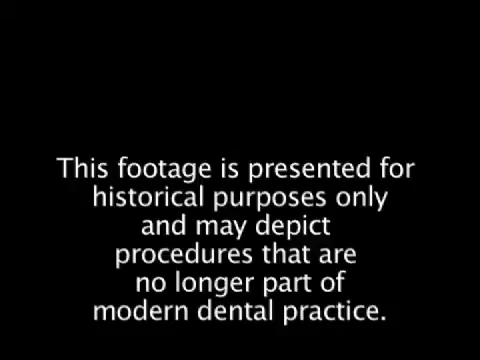 This footage is presented for
historical purposes only
and may depict
procedures that are
no longer part of
modern dental practice.